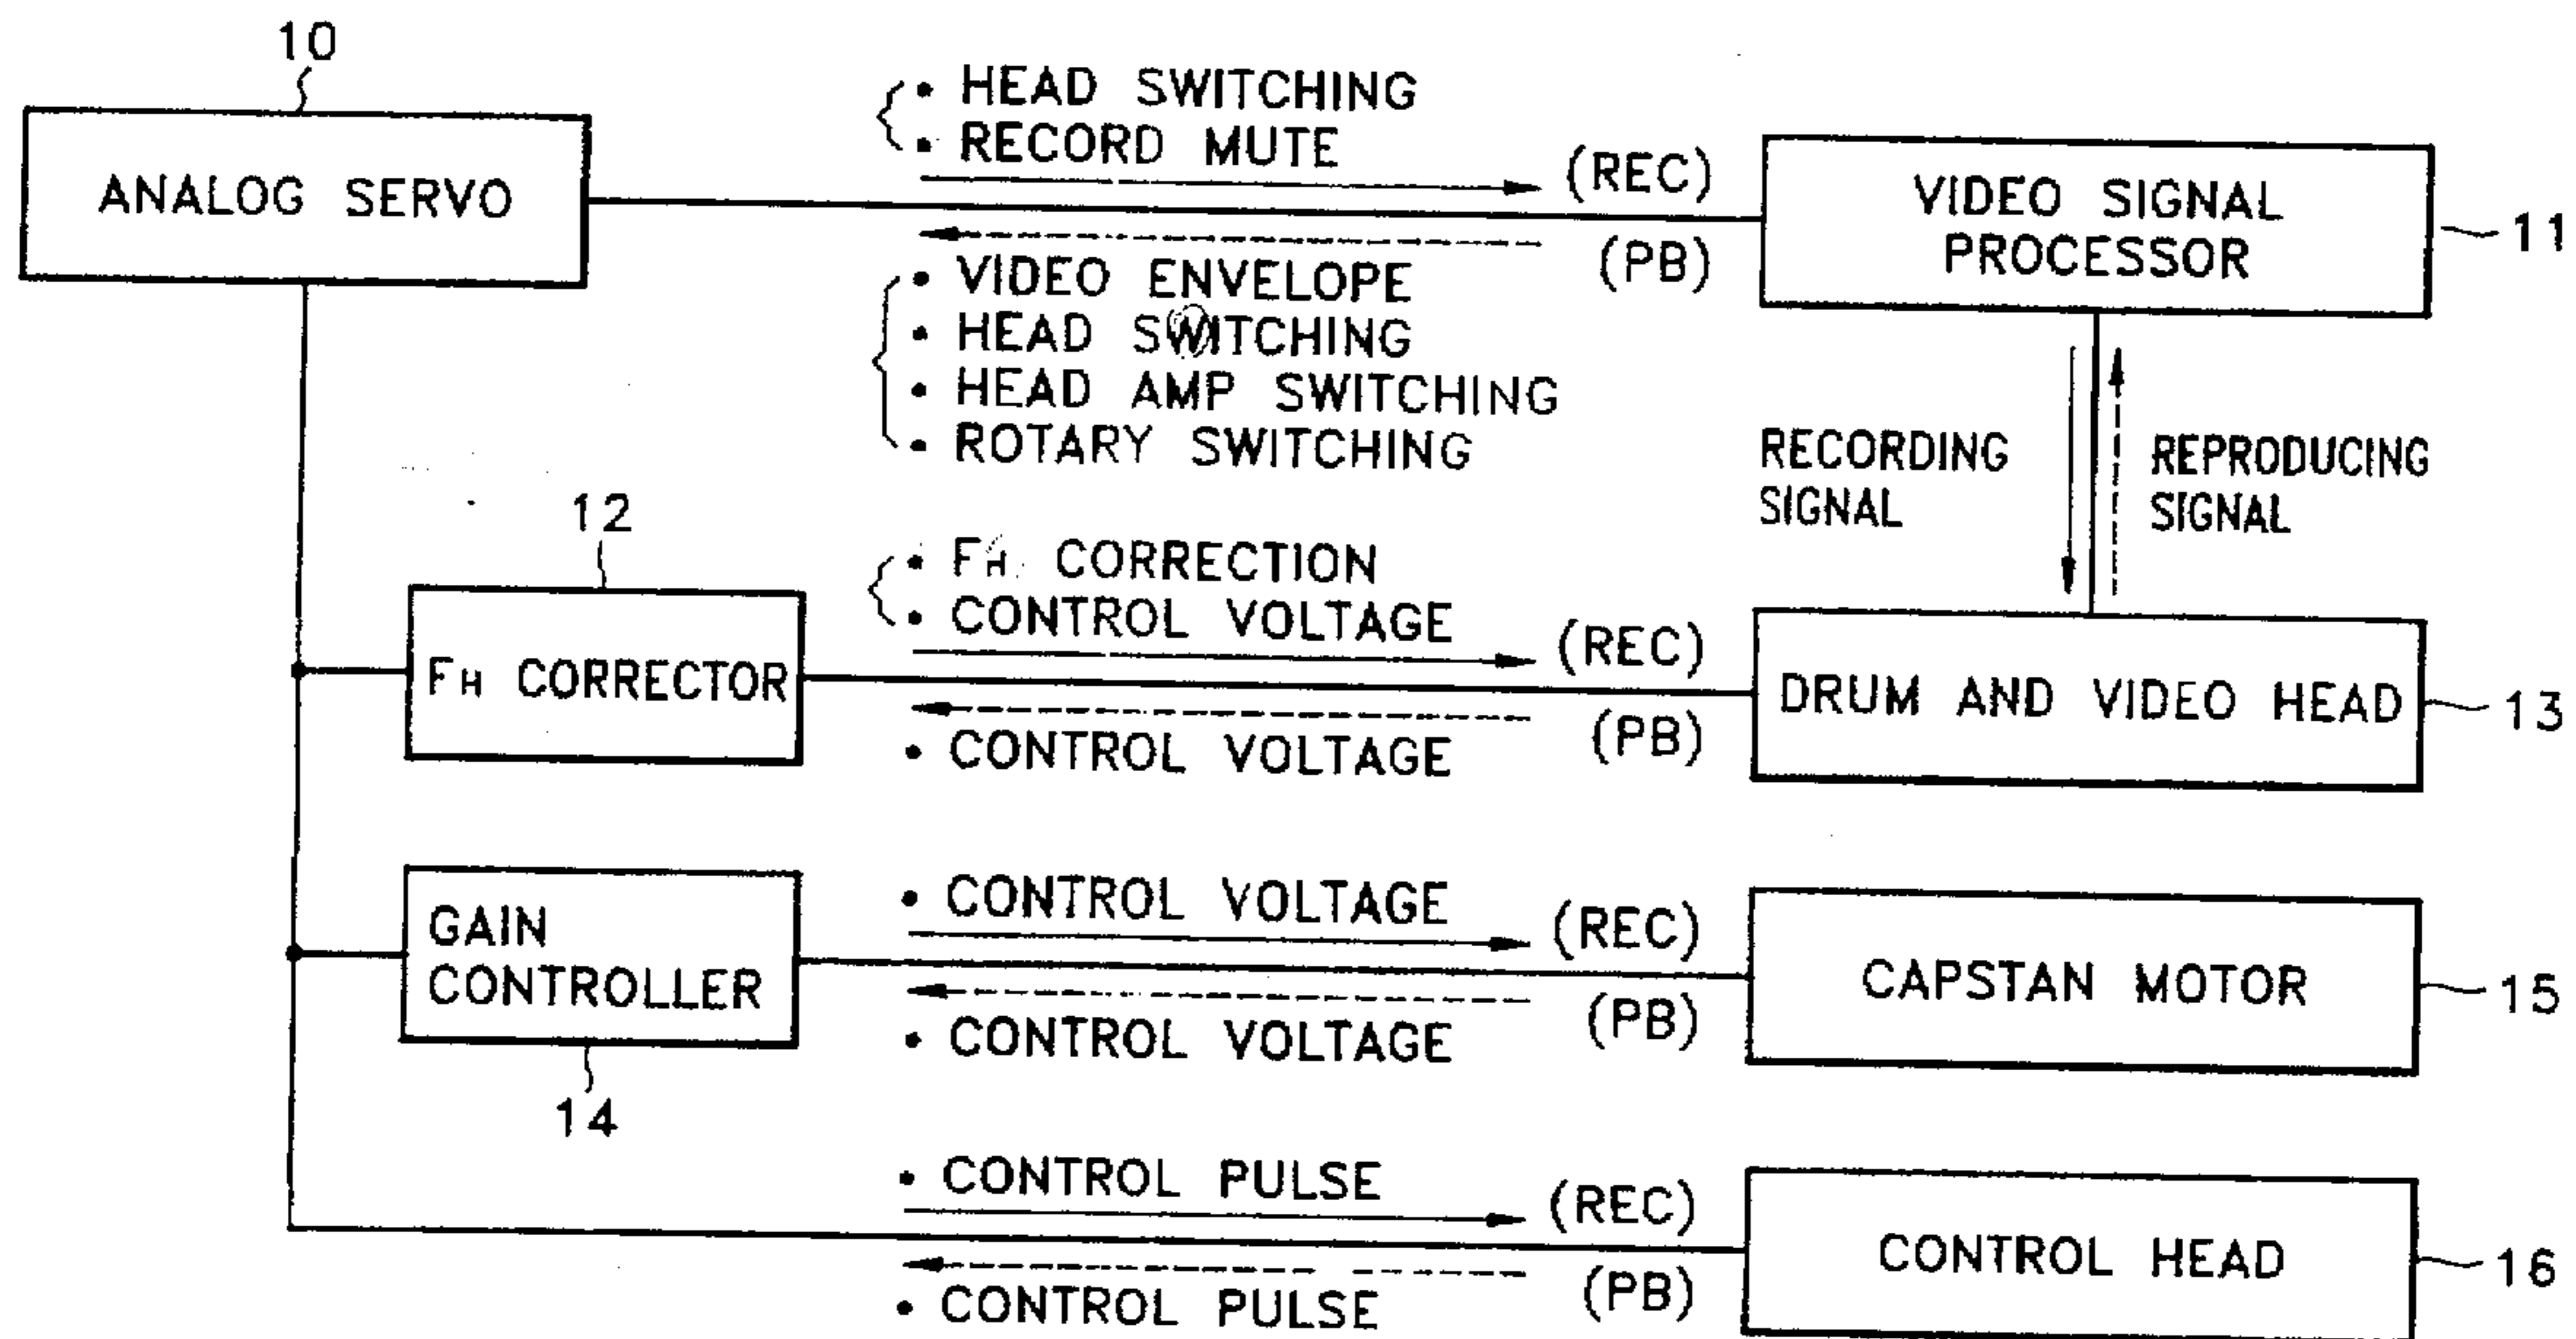 10
ANALOG SERVO
• HEAD SWITCHING
• RECORD MUTE
(REC)
(PB)
• VIDEO ENVELOPE
• HEAD SWITCHING
• HEAD AMP SWITCHING
• ROTARY SWITCHING
VIDEO SIGNAL
PROCESSOR
11
RECORDING
SIGNAL
REPRODUCING
SIGNAL
12
FH CORRECTOR
• FH CORRECTION
• CONTROL VOLTAGE
(REC)
(PB)
• CONTROL VOLTAGE
DRUM AND VIDEO HEAD
13
GAIN
CONTROLLER
14
• CONTROL VOLTAGE
(REC)
(PB)
• CONTROL VOLTAGE
CAPSTAN MOTOR
15
• CONTROL PULSE
(REC)
(PB)
• CONTROL PULSE
CONTROL HEAD
16